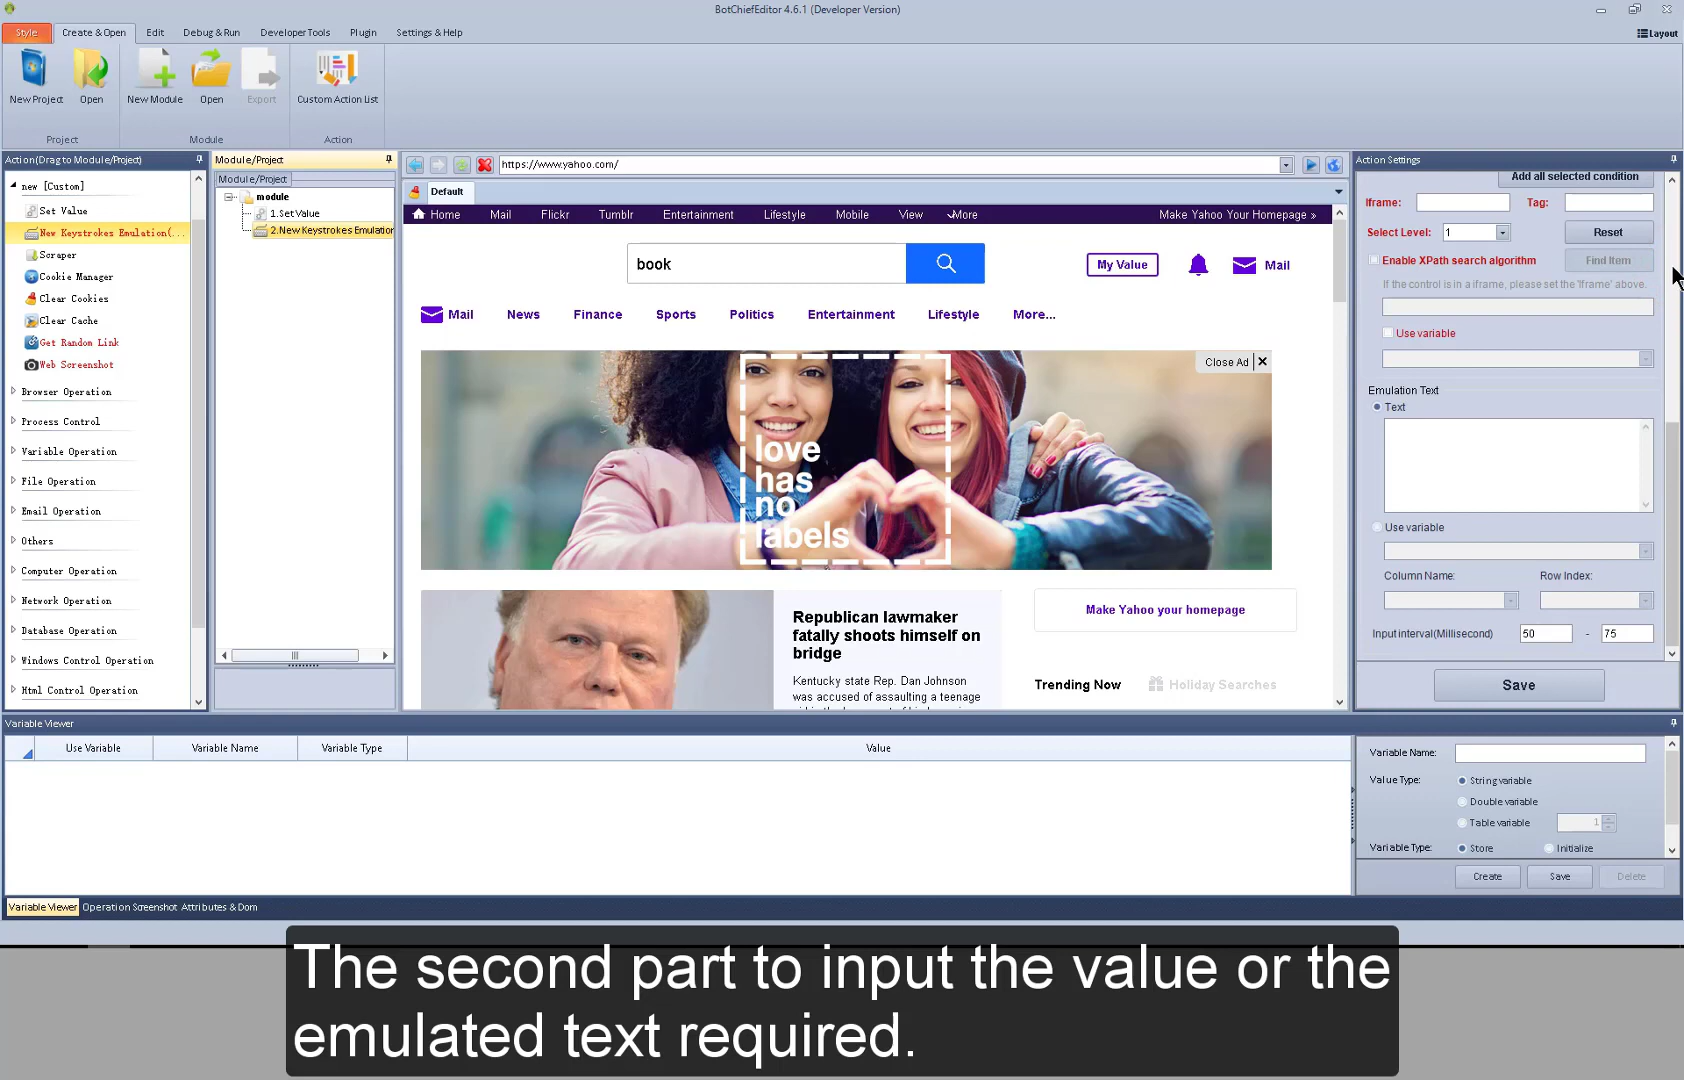 BotChiefEditor 4.6.1 (Developer Version)
Style
Create & Open
Edit
Debug & Run
Developer Tools
Plugin
Settings & Help
Layout
New Project
Open
New Module
Open
Export
Custom Action List
Project
Module
Action
Action(Drag to Module/Project)
new [Custom]
Set Value
New Keystrokes Emulation(...
Scraper
Cookie Manager
Clear Cookies
Clear Cache
Get Random Link
Web Screenshot
Browser Operation
Process Control
Variable Operation
File Operation
Email Operation
Others
Computer Operation
Network Operation
Database Operation
Windows Control Operation
Html Control Operation
Module/Project
Module/Project
module
1.Set Value
2.New Keystrokes Emulation
https://www.yahoo.com/
Default
Home
Mail
Flickr
Tumblr
Entertainment
Lifestyle
Mobile
View
More
Make Yahoo Your Homepage »
book
My Value
Mail
Mail
News
Finance
Sports
Politics
Entertainment
Lifestyle
More...
Close Ad
love
has
no
labels
Republican lawmaker
fatally shoots himself on
bridge
Kentucky state Rep. Dan Johnson
was accused of assaulting a teenage
Make Yahoo your homepage
Trending Now
Holiday Searches
Action Settings
Add all selected condition
Iframe:
Tag:
Select Level:
1
Reset
Enable XPath search algorithm
Find Item
If the control is in a iframe, please set the 'Iframe' above.
Use variable
Emulation Text
Text
Use variable
Column Name:
Row Index:
Input interval(Millisecond)
50
-
75
Save
Variable Viewer
Use Variable
Variable Name
Variable Type
Value
Variable Name:
Value Type:
String variable
Double variable
Table variable
1
Variable Type:
Store
Initialize
Create
Save
Delete
Variable Viewer
Operation Screenshot
Attributes & Dom
The second part to input the value or the
emulated text required.